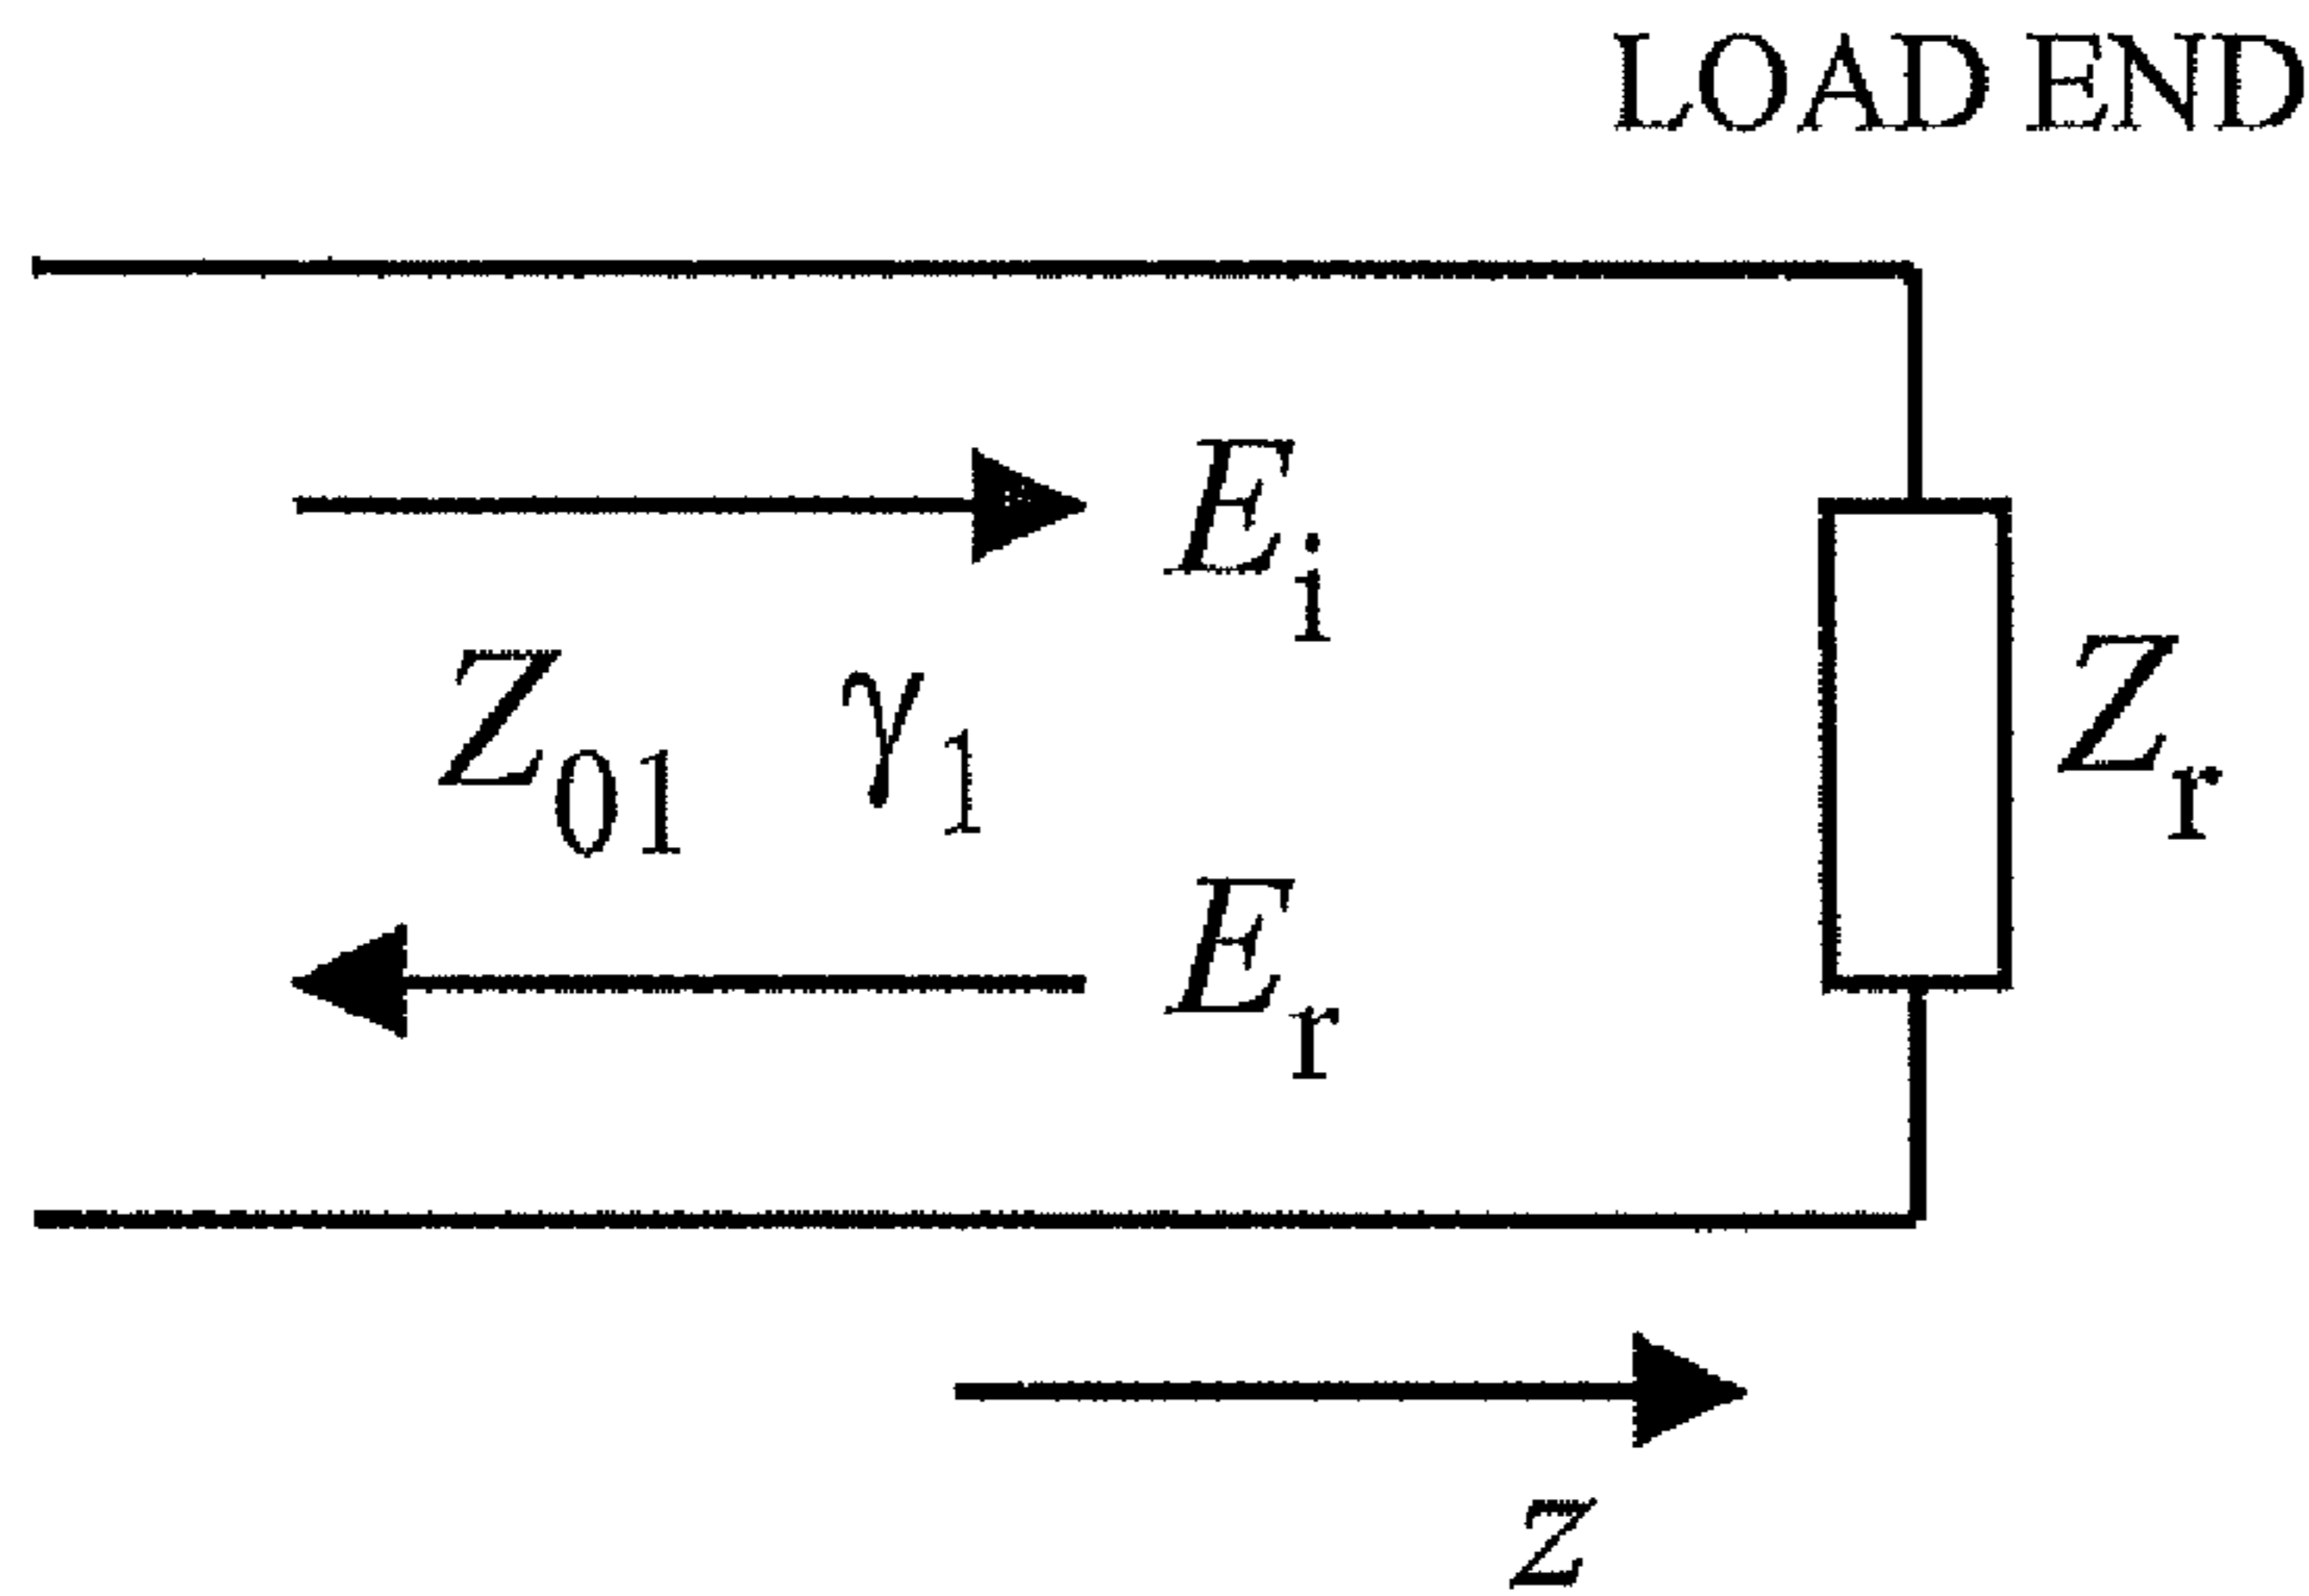 LOAD END
E_i
Z_01 γ_1
Z_r
E_r
z